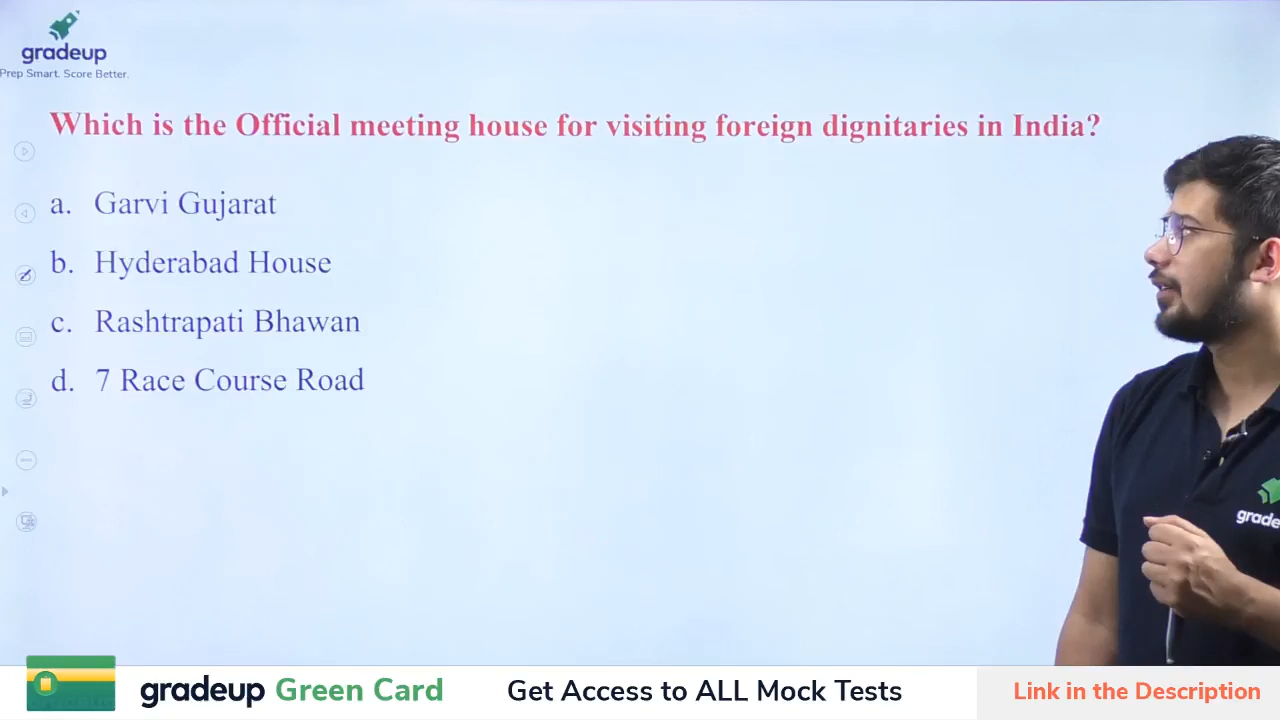 gradeup
Prep Smart. Score Better.
Which is the Official meeting house for visiting foreign dignitaries in India?
a. Garvi Gujarat
b. Hyderabad House
c. Rashtrapati Bhawan
d. 7 Race Course Road
grade
gradeup Green Card Get Access to ALL Mock Tests Link in the Description